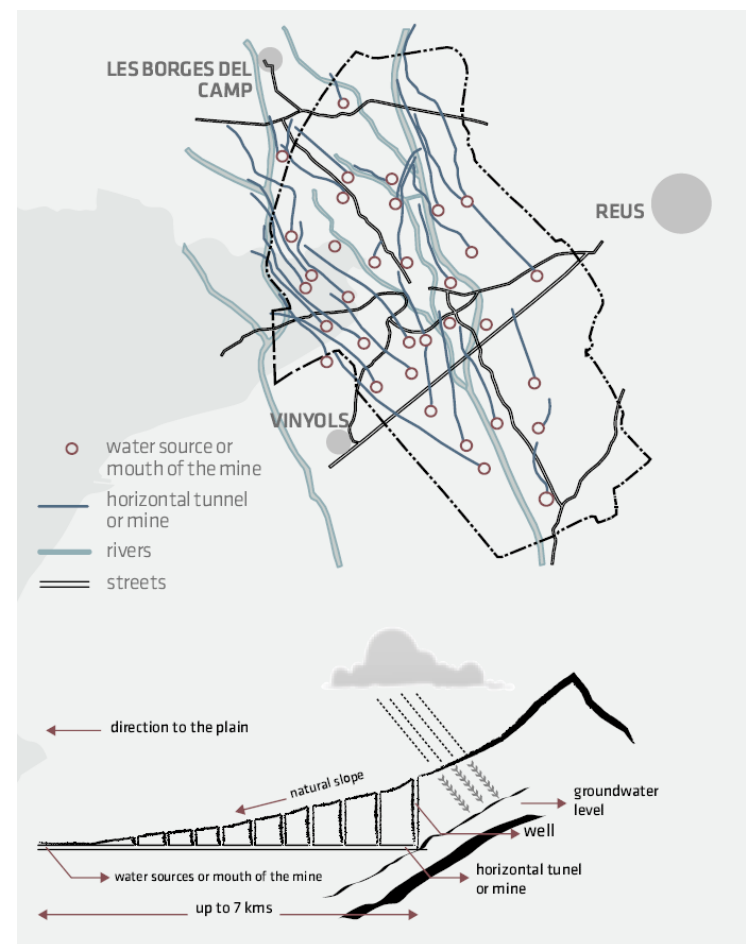 LES BORGES DEL
CAMP
REUS
VINYOLS
water source or
mouth of the mine
horizontal tunnel
or mine
rivers
streets
direction to the plain
natural slope
groundwater
level
well
water sources or mouth of the mine
horizontal tunel
or mine
up to 7 kms